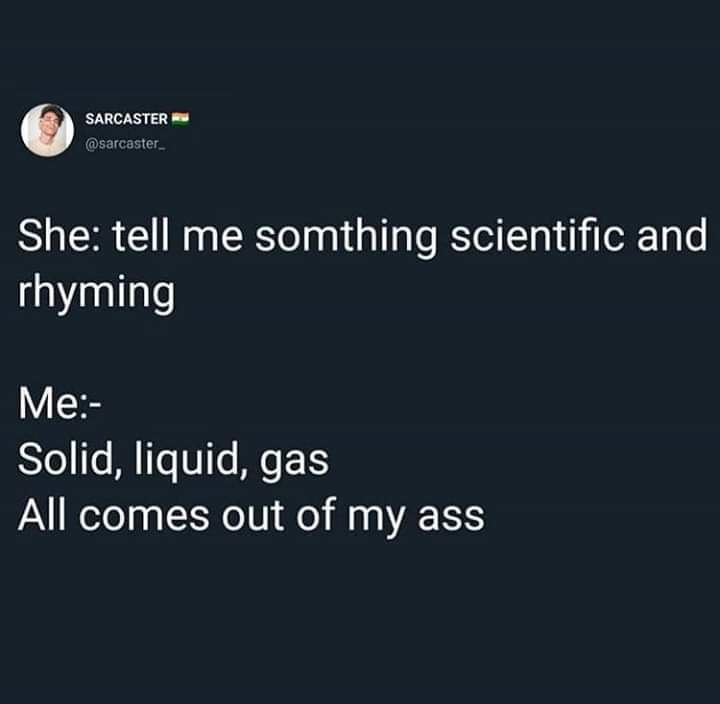 SARCASTER 🇮🇳
@sarcaster_
She: tell me somthing scientific and
rhyming
Me:-
Solid, liquid, gas
All comes out of my ass